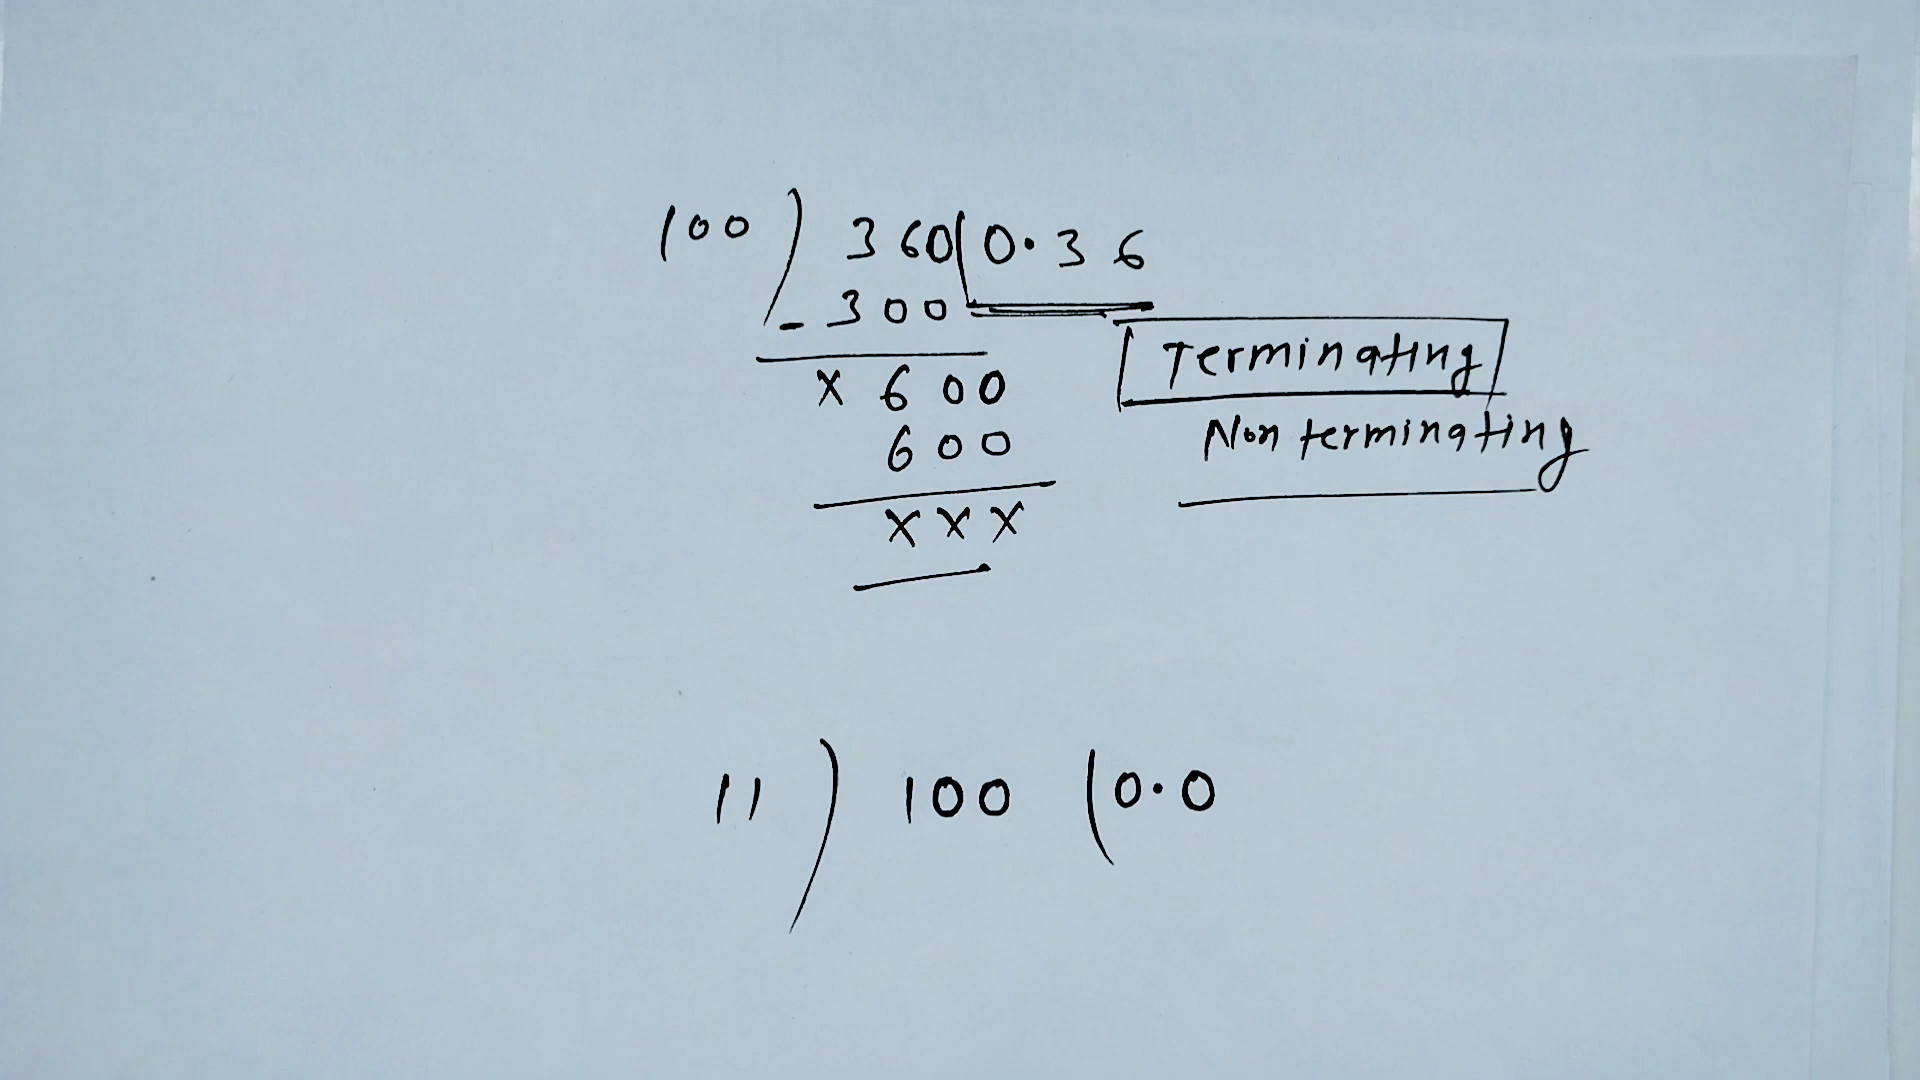 100 ) 360 ( 0.36
- 300
x 600
600
x x x
Terminating
Non terminating
11 ) 100 ( 0.0